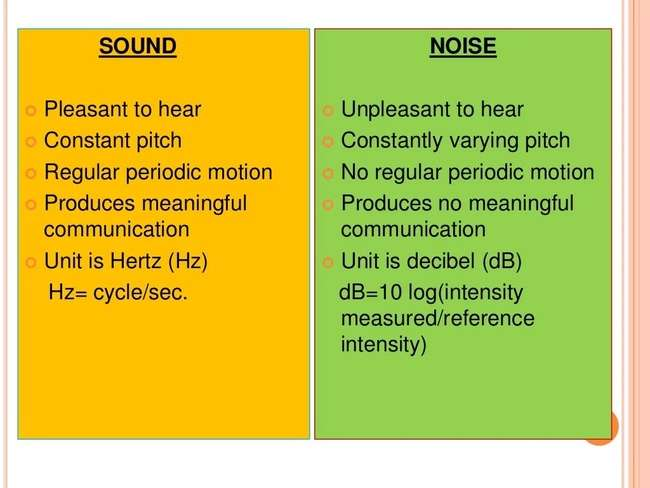 SOUND
Pleasant to hear
Constant pitch
Regular periodic motion
Produces meaningful
communication
Unit is Hertz (Hz)
Hz= cycle/sec.
NOISE
Unpleasant to hear
Constantly varying pitch
No regular periodic motion
Produces no meaningful
communication
Unit is decibel (dB)
dB=10 log(intensity
measured/reference
intensity)